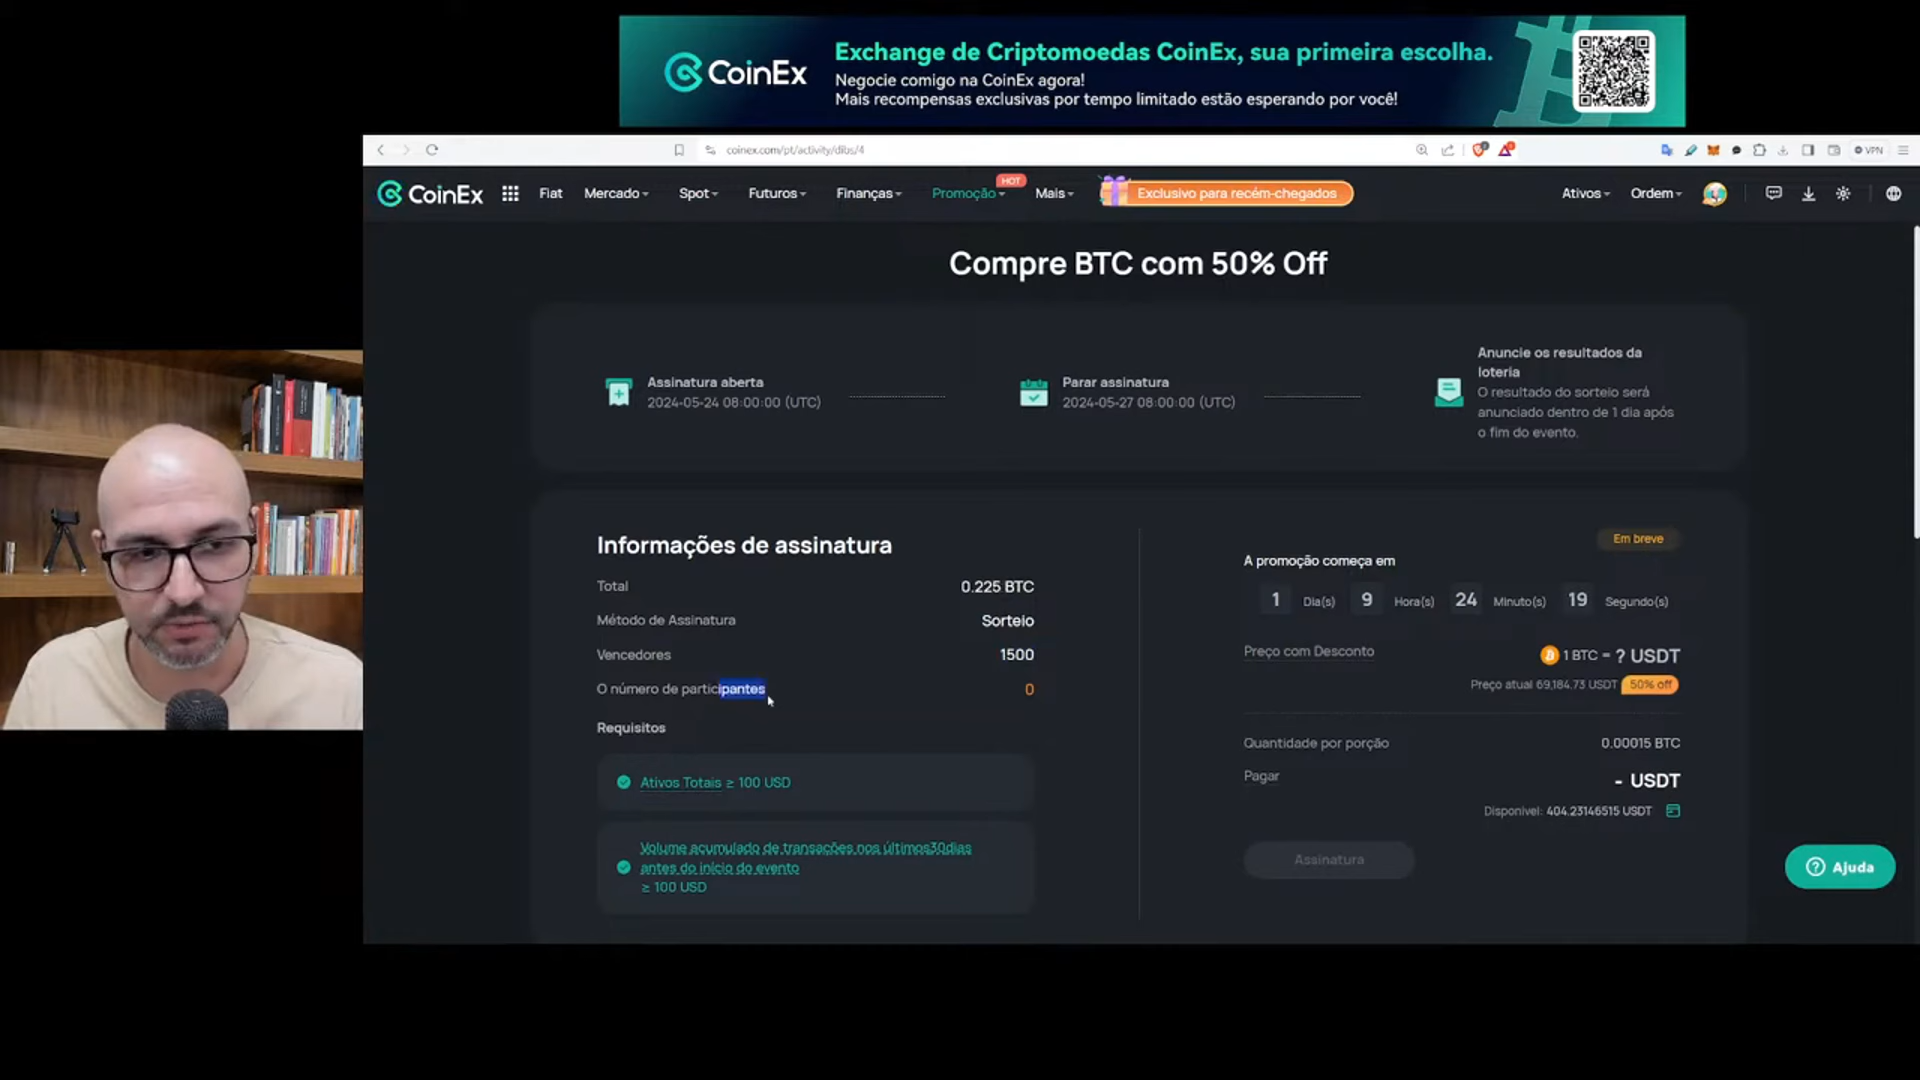 CoinEx
Exchange de Criptomoedas CoinEx, sua primeira escolha.
Negocie comigo na CoinEx agora!
Mais recompensas exclusivas por tempo limitado estão esperando por você!
coinex.com/pt/activity/dibs/4
VPN
CoinEx
Fiat
Mercado
Spot
Futuros
Finanças
Promoção
HOT
Mais
Exclusivo para recém-chegados
Ativos
Ordem
Compre BTC com 50% Off
Assinatura aberta
2024-05-24 08:00:00 (UTC)
Parar assinatura
2024-05-27 08:00:00 (UTC)
Anuncie os resultados da
loteria
O resultado do sorteio será
anunciado dentro de 1 dia após
o fim do evento.
Informações de assinatura
Total 0.225 BTC
Método de Assinatura Sorteio
Vencedores 1500
O número de participantes 0
Requisitos
Ativos Totais ≥ 100 USD
Volume acumulado de transações nos últimos30dias
antes do início do evento
≥ 100 USD
Em breve
A promoção começa em
1 Dia(s) 9 Hora(s) 24 Minuto(s) 19 Segundo(s)
Preço com Desconto 1 BTC = ? USDT
Preço atual 69,184.73 USDT 50% off
Quantidade por porção 0.00015 BTC
Pagar - USDT
Disponível: 404.23146515 USDT
Assinatura
Ajuda